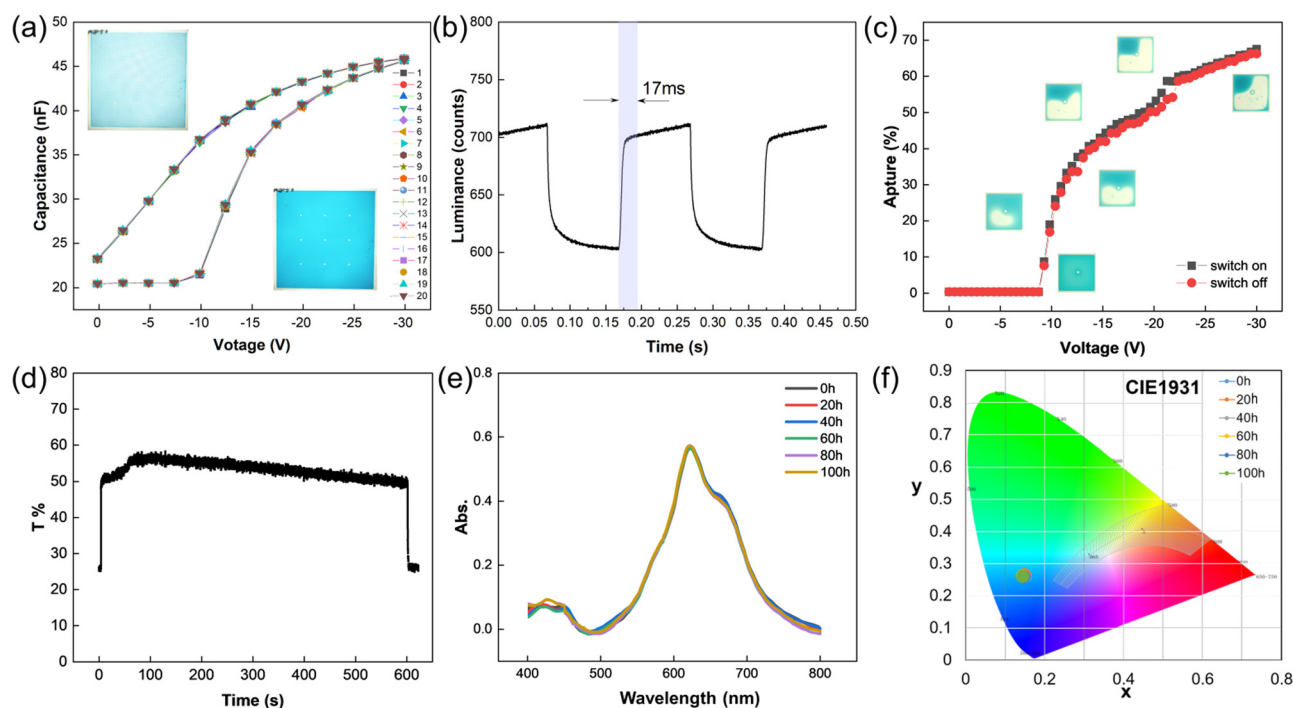 (a)
50
45
40
35
30
25
20
Capacitance (nF)
0 -5 -10 -15 -20 -25 -30
Votage (V)
1
2
3
4
5
6
7
8
9
10
11
12
13
14
15
16
17
18
19
20
(b)
800
750
700
650
600
550
Luminance (counts)
17ms
0.00 0.05 0.10 0.15 0.20 0.25 0.30 0.35 0.40 0.45 0.50
Time (s)
(c)
70
60
50
40
30
20
10
0
Apture (%)
switch on
switch off
0 -5 -10 -15 -20 -25 -30
Voltage (V)
(d)
80
70
60
50
40
30
20
10
0
T %
0 100 200 300 400 500 600
Time (s)
(e)
0.8
0.6
0.4
0.2
0.0
Abs.
0h
20h
40h
60h
80h
100h
400 500 600 700 800
Wavelength (nm)
(f)
CIE1931
0.9
0.8
0.7
0.6
0.5
0.4
0.3
0.2
0.1
0
y
0h
20h
40h
60h
80h
100h
0 0.2 0.4 0.6 0.8
x